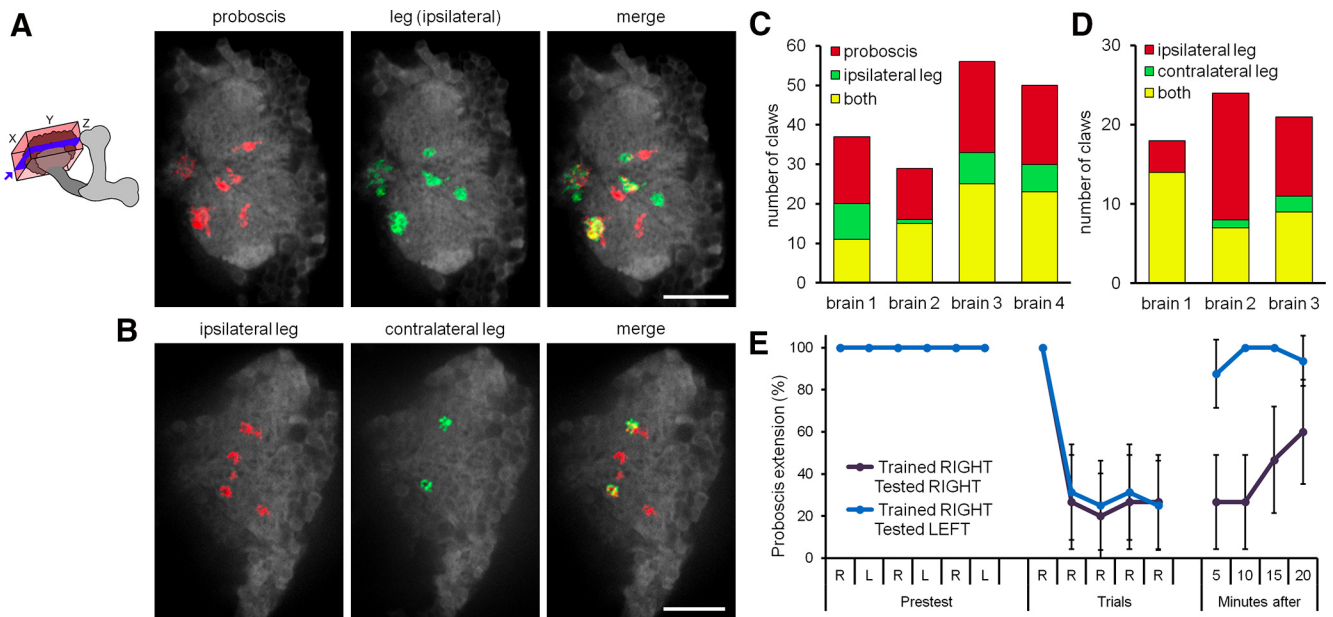 A
proboscis
leg (ipsilateral)
merge
X
Y
Z
B
ipsilateral leg
contralateral leg
merge
C
60
50
40
30
20
10
0
number of claws
proboscis
ipsilateral leg
both
brain 1 brain 2 brain 3 brain 4
D
30
20
10
0
number of claws
ipsilateral leg
contralateral leg
both
brain 1 brain 2 brain 3
E
100
80
60
40
20
0
Proboscis extension (%)
Trained RIGHT
Tested RIGHT
Trained RIGHT
Tested LEFT
R L R L R L R R R R R 5 10 15 20
Prestest Trials Minutes after